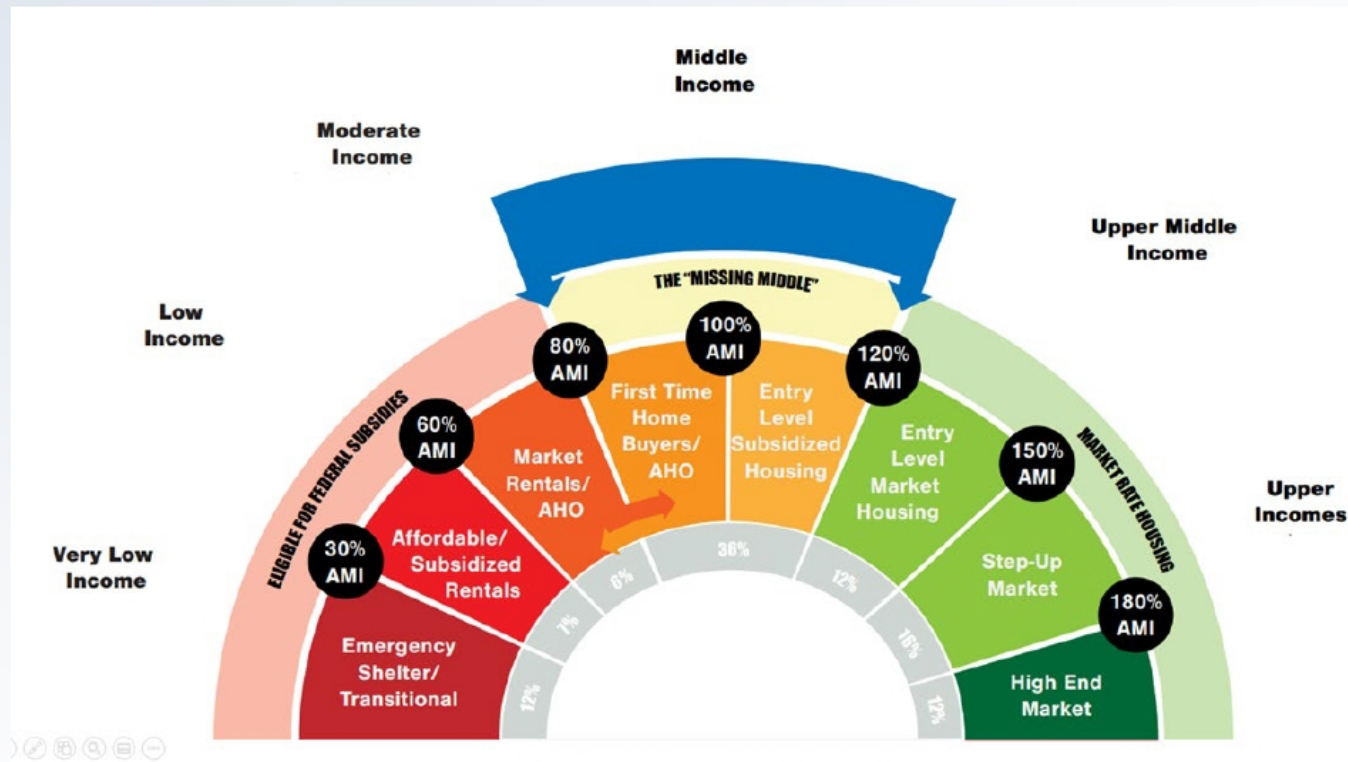 Middle
Income
Moderate
Income
Upper Middle
Income
Low
Income
Upper
Incomes
Very Low
Income
THE "MISSING MIDDLE"
ELIGIBLE FOR FEDERAL SUBSIDIES
MARKET RATE HOUSING
30%
AMI
60%
AMI
80%
AMI
100%
AMI
120%
AMI
150%
AMI
180%
AMI
Emergency
Shelter/
Transitional
Affordable/
Subsidized
Rentals
Market
Rentals/
AHO
First Time
Home
Buyers/
AHO
Entry
Level
Subsidized
Housing
Entry
Level
Market
Housing
Step-Up
Market
High End
Market
12%
7%
6%
36%
12%
16%
12%